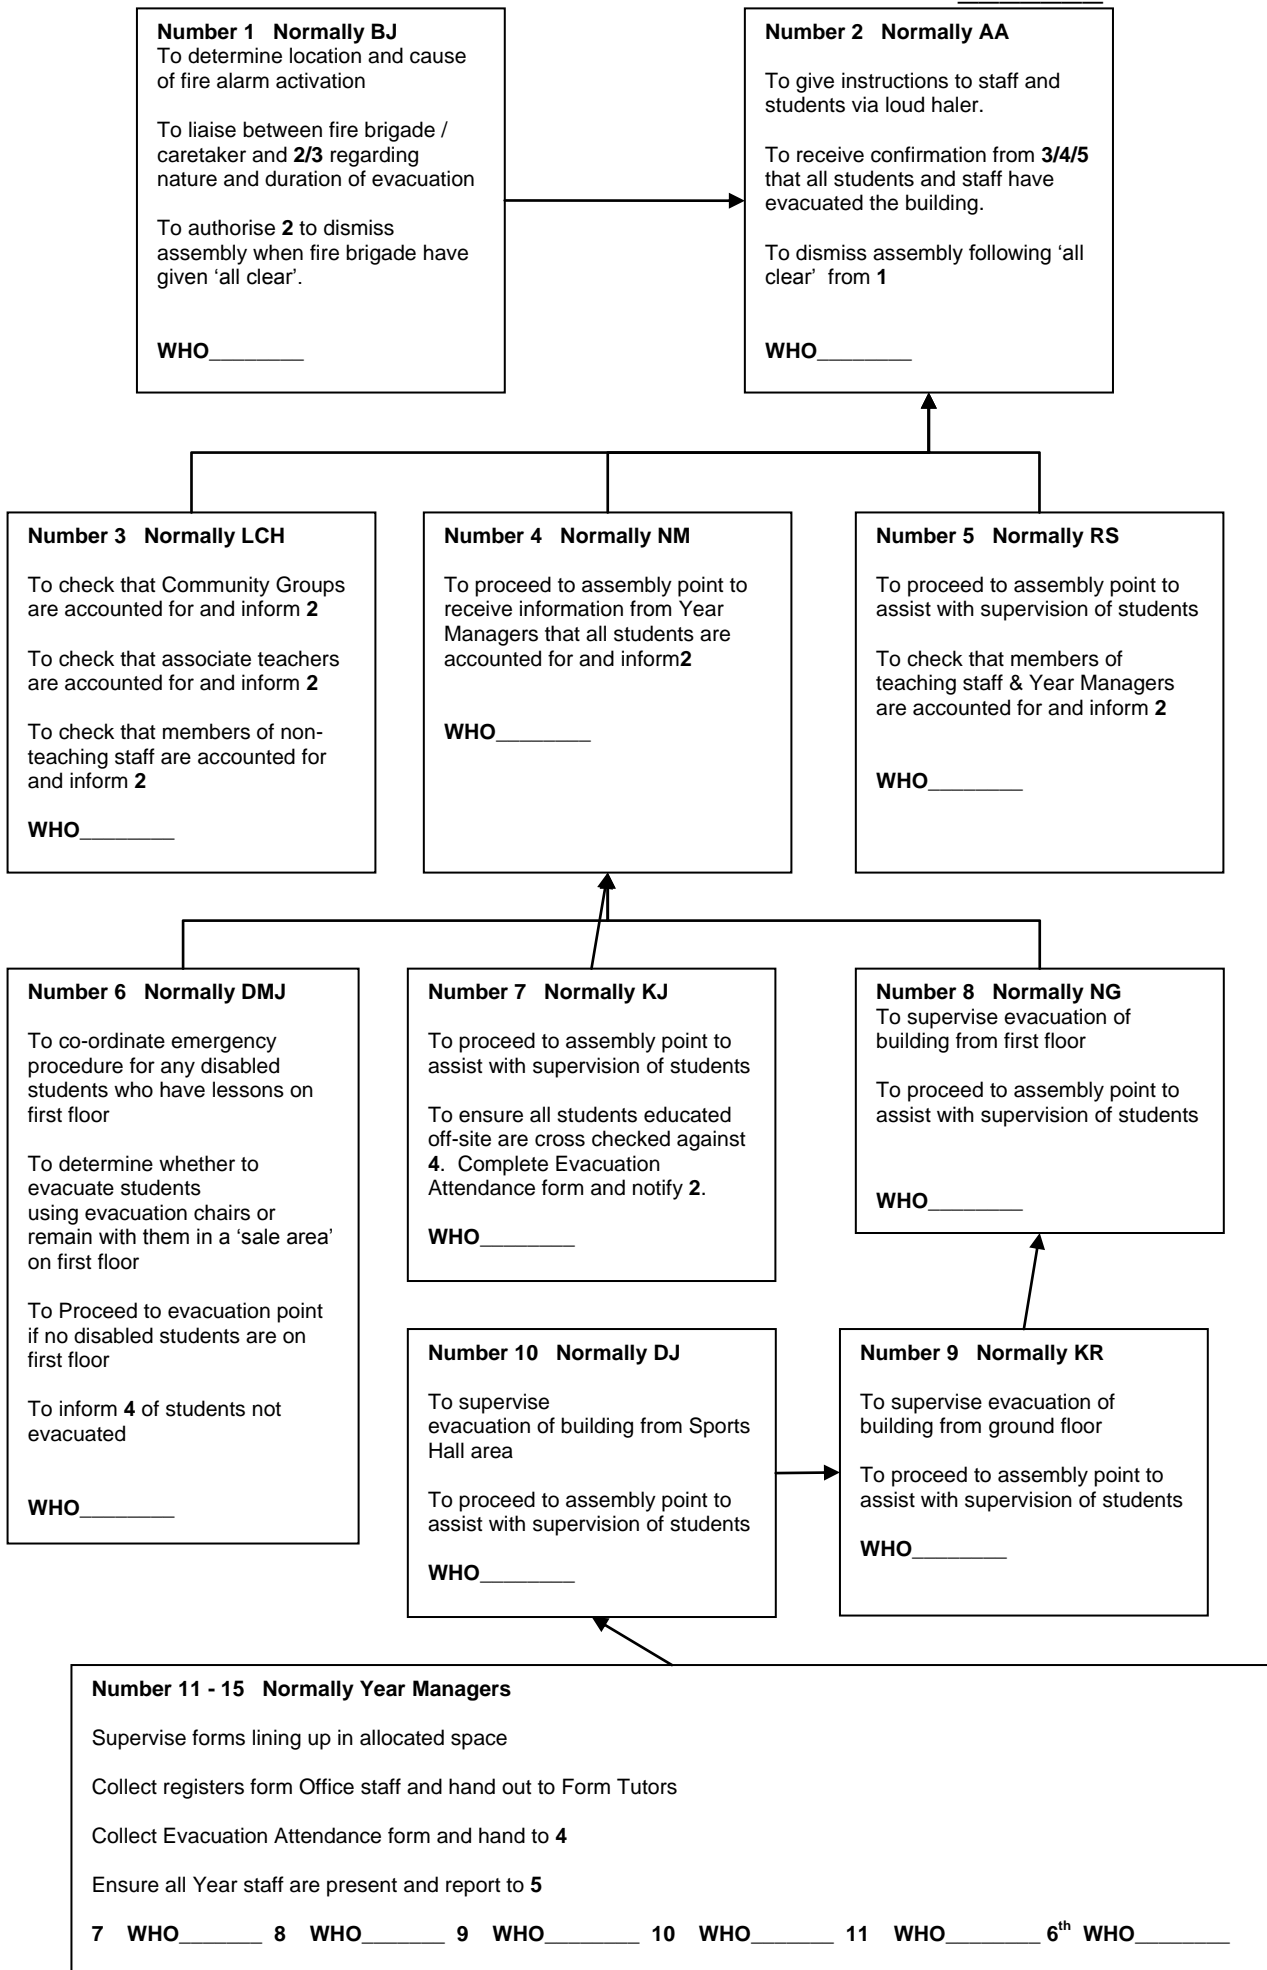 Number 1   Normally BJ
To determine location and cause
of fire alarm activation
To liaise between fire brigade /
caretaker and 2/3 regarding
nature and duration of evacuation
To authorise 2 to dismiss
assembly when fire brigade have
given ‘all clear’.
WHO________
Number 2   Normally AA
To give instructions to staff and
students via loud haler.
To receive confirmation from 3/4/5
that all students and staff have
evacuated the building.
To dismiss assembly following ‘all
clear’  from 1
WHO________
Number 3   Normally LCH
To check that Community Groups
are accounted for and inform 2
To check that associate teachers
are accounted for and inform 2
To check that members of non-
teaching staff are accounted for
and inform 2
WHO________
Number 4   Normally NM
To proceed to assembly point to
receive information from Year
Managers that all students are
accounted for and inform2
WHO________
Number 5   Normally RS
To proceed to assembly point to
assist with supervision of students
To check that members of
teaching staff & Year Managers
are accounted for and inform 2
WHO________
Number 6   Normally DMJ
To co-ordinate emergency
procedure for any disabled
students who have lessons on
first floor
To determine whether to
evacuate students
using evacuation chairs or
remain with them in a ‘sale area’
on first floor
To Proceed to evacuation point
if no disabled students are on
first floor
To inform 4 of students not
evacuated
WHO________
Number 7   Normally KJ
To proceed to assembly point to
assist with supervision of students
To ensure all students educated
off-site are cross checked against
4.  Complete Evacuation
Attendance form and notify 2.
WHO________
Number 8   Normally NG
To supervise evacuation of
building from first floor
To proceed to assembly point to
assist with supervision of students
WHO________
Number 10   Normally DJ
To supervise
evacuation of building from Sports
Hall area
To proceed to assembly point to
assist with supervision of students
WHO________
Number 9   Normally KR
To supervise evacuation of
building from ground floor
To proceed to assembly point to
assist with supervision of students
WHO________
Number 11 - 15   Normally Year Managers
Supervise forms lining up in allocated space
Collect registers form Office staff and hand out to Form Tutors
Collect Evacuation Attendance form and hand to 4
Ensure all Year staff are present and report to 5
7   WHO_______  8   WHO_______  9   WHO________  10   WHO_______  11   WHO________ 6th  WHO________